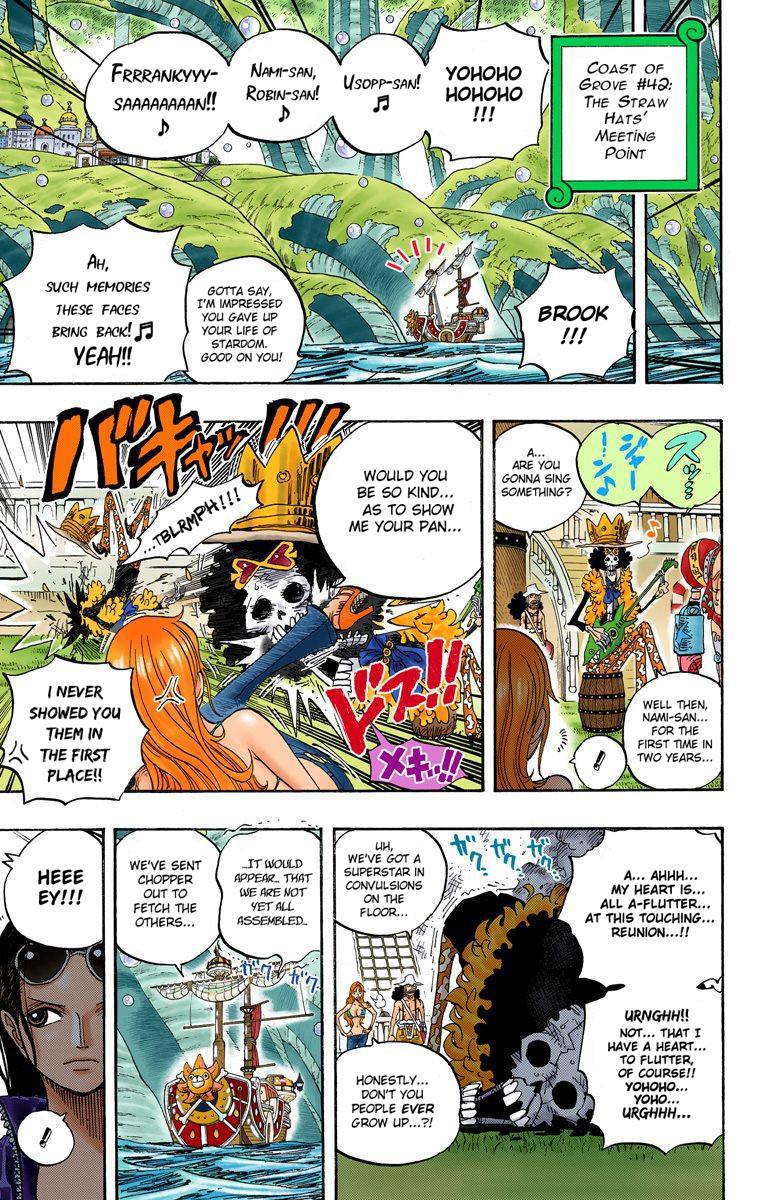 COAST OF
GROVE #42:
THE STRAW
HATS'
MEETING
POINT
YOHOHO
HOHOHO
!!!
USOPP-SAN!
♫
NAMI-SAN,
ROBIN-SAN!
♪
FRRRANKYYY-
SAAAAAAAAN!!
♪
BROOK
!!!
GOTTA SAY,
I'M IMPRESSED
YOU GAVE UP
YOUR LIFE OF
STARDOM.
GOOD ON YOU!
AH,
SUCH MEMORIES
THESE FACES
BRING BACK!♫
YEAH!!
スッ…
ジャーン♪
A...
ARE YOU
GONNA SING
SOMETHING?
WELL THEN,
NAMI-SAN...
FOR THE
FIRST TIME IN
TWO YEARS...
!
WOULD YOU
BE SO KIND...
AS TO SHOW
ME YOUR PAN...
バキャッ!!!
...TBLRMPH!!!
ドスッ!!
メキッ!!
I NEVER
SHOWED YOU
THEM IN
THE FIRST
PLACE!!
A... AHHH...
MY HEART IS...
ALL A-FLUTTER...
AT THIS TOUCHING...
REUNION...!!
URNGHH!!
NOT... THAT I
HAVE A HEART...
TO FLUTTER,
OF COURSE!!
YOHOHO...
YOHO...
URGHHH...
ガクガクガク
UH,
WE'VE GOT A
SUPERSTAR IN
CONVULSIONS
ON THE
FLOOR...
HONESTLY...
DON'T YOU
PEOPLE EVER
GROW UP...?!
...IT WOULD
APPEAR... THAT
WE ARE NOT
YET ALL
ASSEMBLED...
WE'VE SENT
CHOPPER
OUT TO
FETCH THE
OTHERS...
ガクガク
HEEE
EY!!!
!